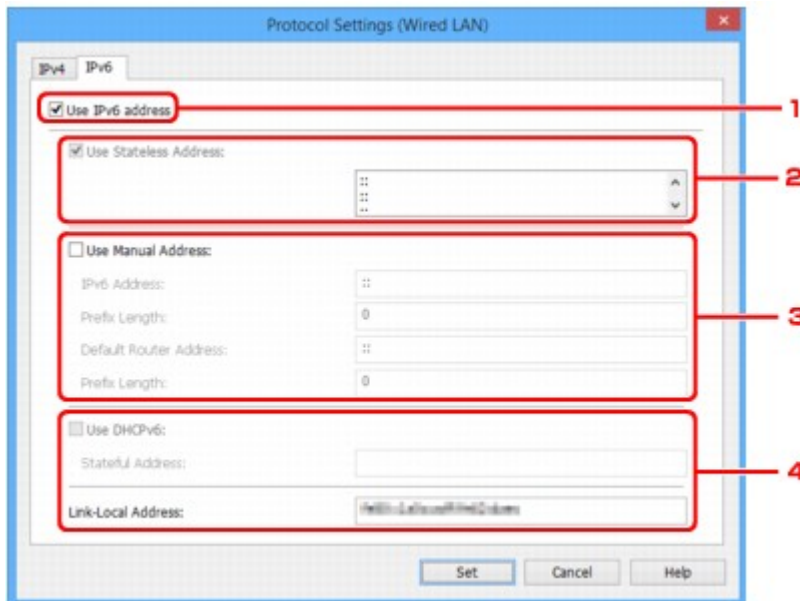 Protocol Settings (Wired LAN)
IPv4 IPv6
Use IPv6 address 1
Use Stateless Address:
::
:: 2
::
Use Manual Address:
IPv6 Address: ::
Prefix Length: 0 3
Default Router Address: ::
Prefix Length: 0
Use DHCPv6:
Stateful Address: 4
Link-Local Address:
Set Cancel Help